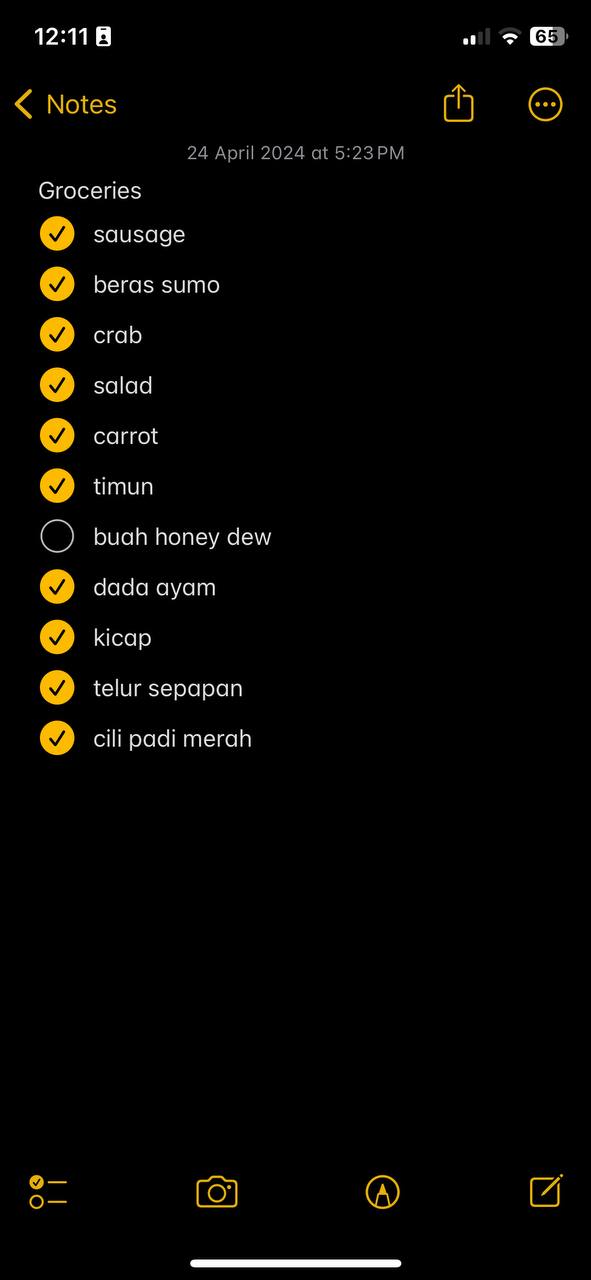 12:11
65
Notes
24 April 2024 at 5:23 PM
Groceries
sausage
beras sumo
crab
salad
carrot
timun
buah honey dew
dada ayam
kicap
telur sepapan
cili padi merah